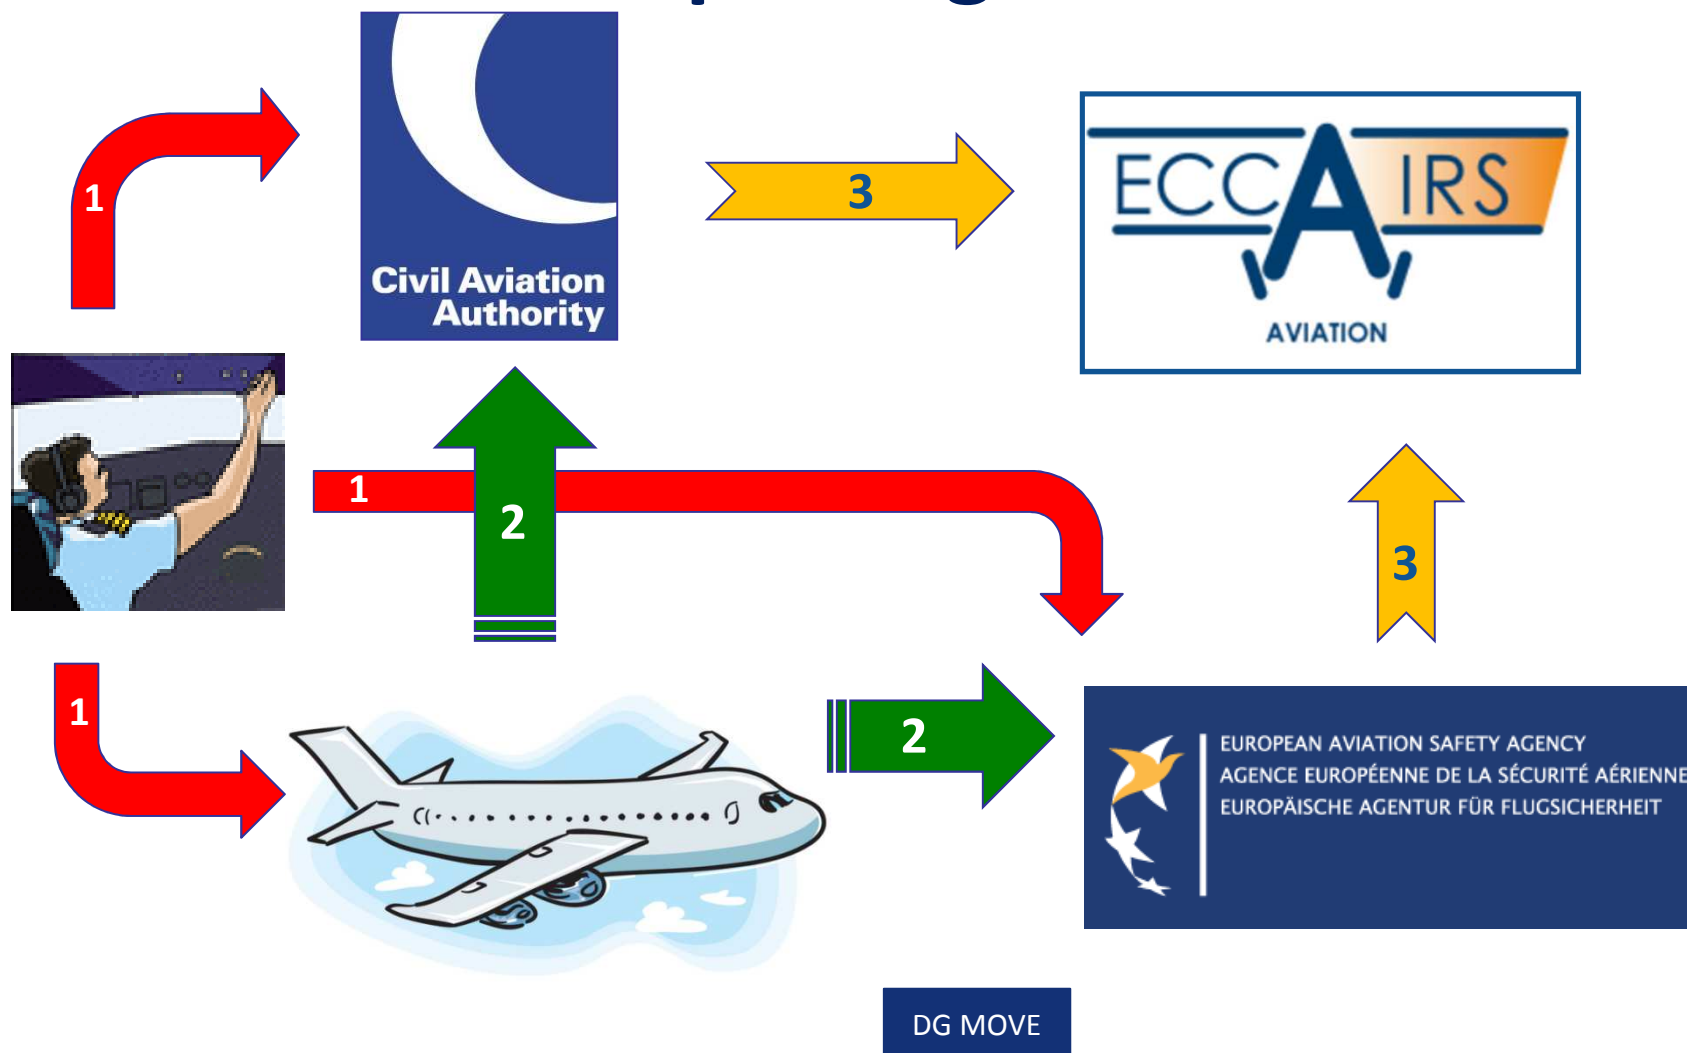 1
Civil Aviation
Authority
3
ECCAIRS
AVIATION
1
2
3
1
2
EUROPEAN AVIATION SAFETY AGENCY
AGENCE EUROPÉENNE DE LA SÉCURITÉ AÉRIENNE
EUROPÄISCHE AGENTUR FÜR FLUGSICHERHEIT
DG MOVE